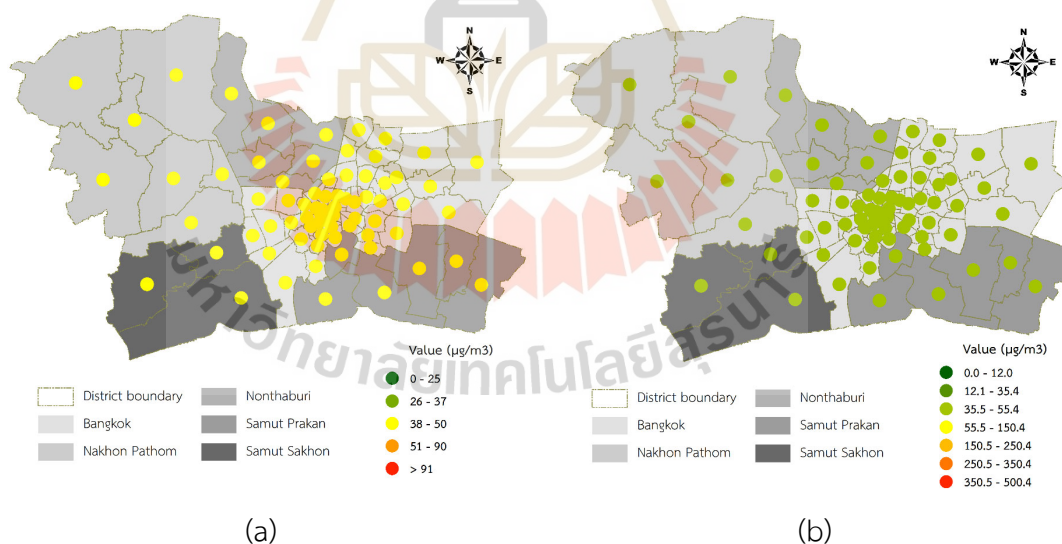 N
W E
S
N
W E
S
มหาวิทยาลัยเทคโนโลยีสุรนารี
Value (µg/m3)
0 - 25
26 - 37
38 - 50
51 - 90
> 91
District boundary
Nonthaburi
Bangkok
Samut Prakan
Nakhon Pathom
Samut Sakhon
Value (µg/m3)
0.0 - 12.0
12.1 - 35.4
35.5 - 55.4
55.5 - 150.4
150.5 - 250.4
250.5 - 350.4
350.5 - 500.4
District boundary
Nonthaburi
Bangkok
Samut Prakan
Nakhon Pathom
Samut Sakhon
(a)
(b)